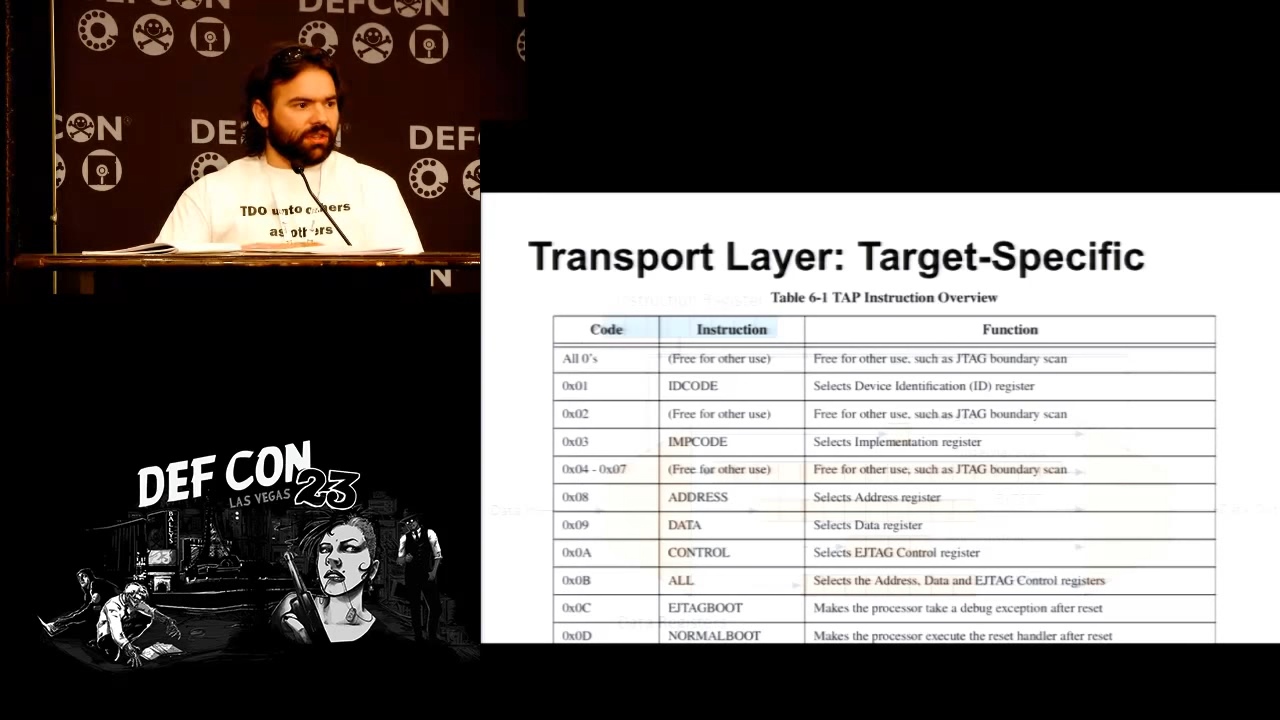 DEFCON
CON
DE
N
DEFC
TDO unto others
as others
N
DEF CON
LAS VEGAS 23
BALLY'S
Transport Layer: Target-Specific
Table 6-1 TAP Instruction Overview
Code Instruction Function
All 0's (Free for other use) Free for other use, such as JTAG boundary scan
0x01 IDCODE Selects Device Identification (ID) register
0x02 (Free for other use) Free for other use, such as JTAG boundary scan
0x03 IMPCODE Selects Implementation register
0x04 - 0x07 (Free for other use) Free for other use, such as JTAG boundary scan
0x08 ADDRESS Selects Address register
0x09 DATA Selects Data register
0x0A CONTROL Selects EJTAG Control register
0x0B ALL Selects the Address, Data and EJTAG Control registers
0x0C EJTAGBOOT Makes the processor take a debug exception after reset
0x0D NORMALBOOT Makes the processor execute the reset handler after reset